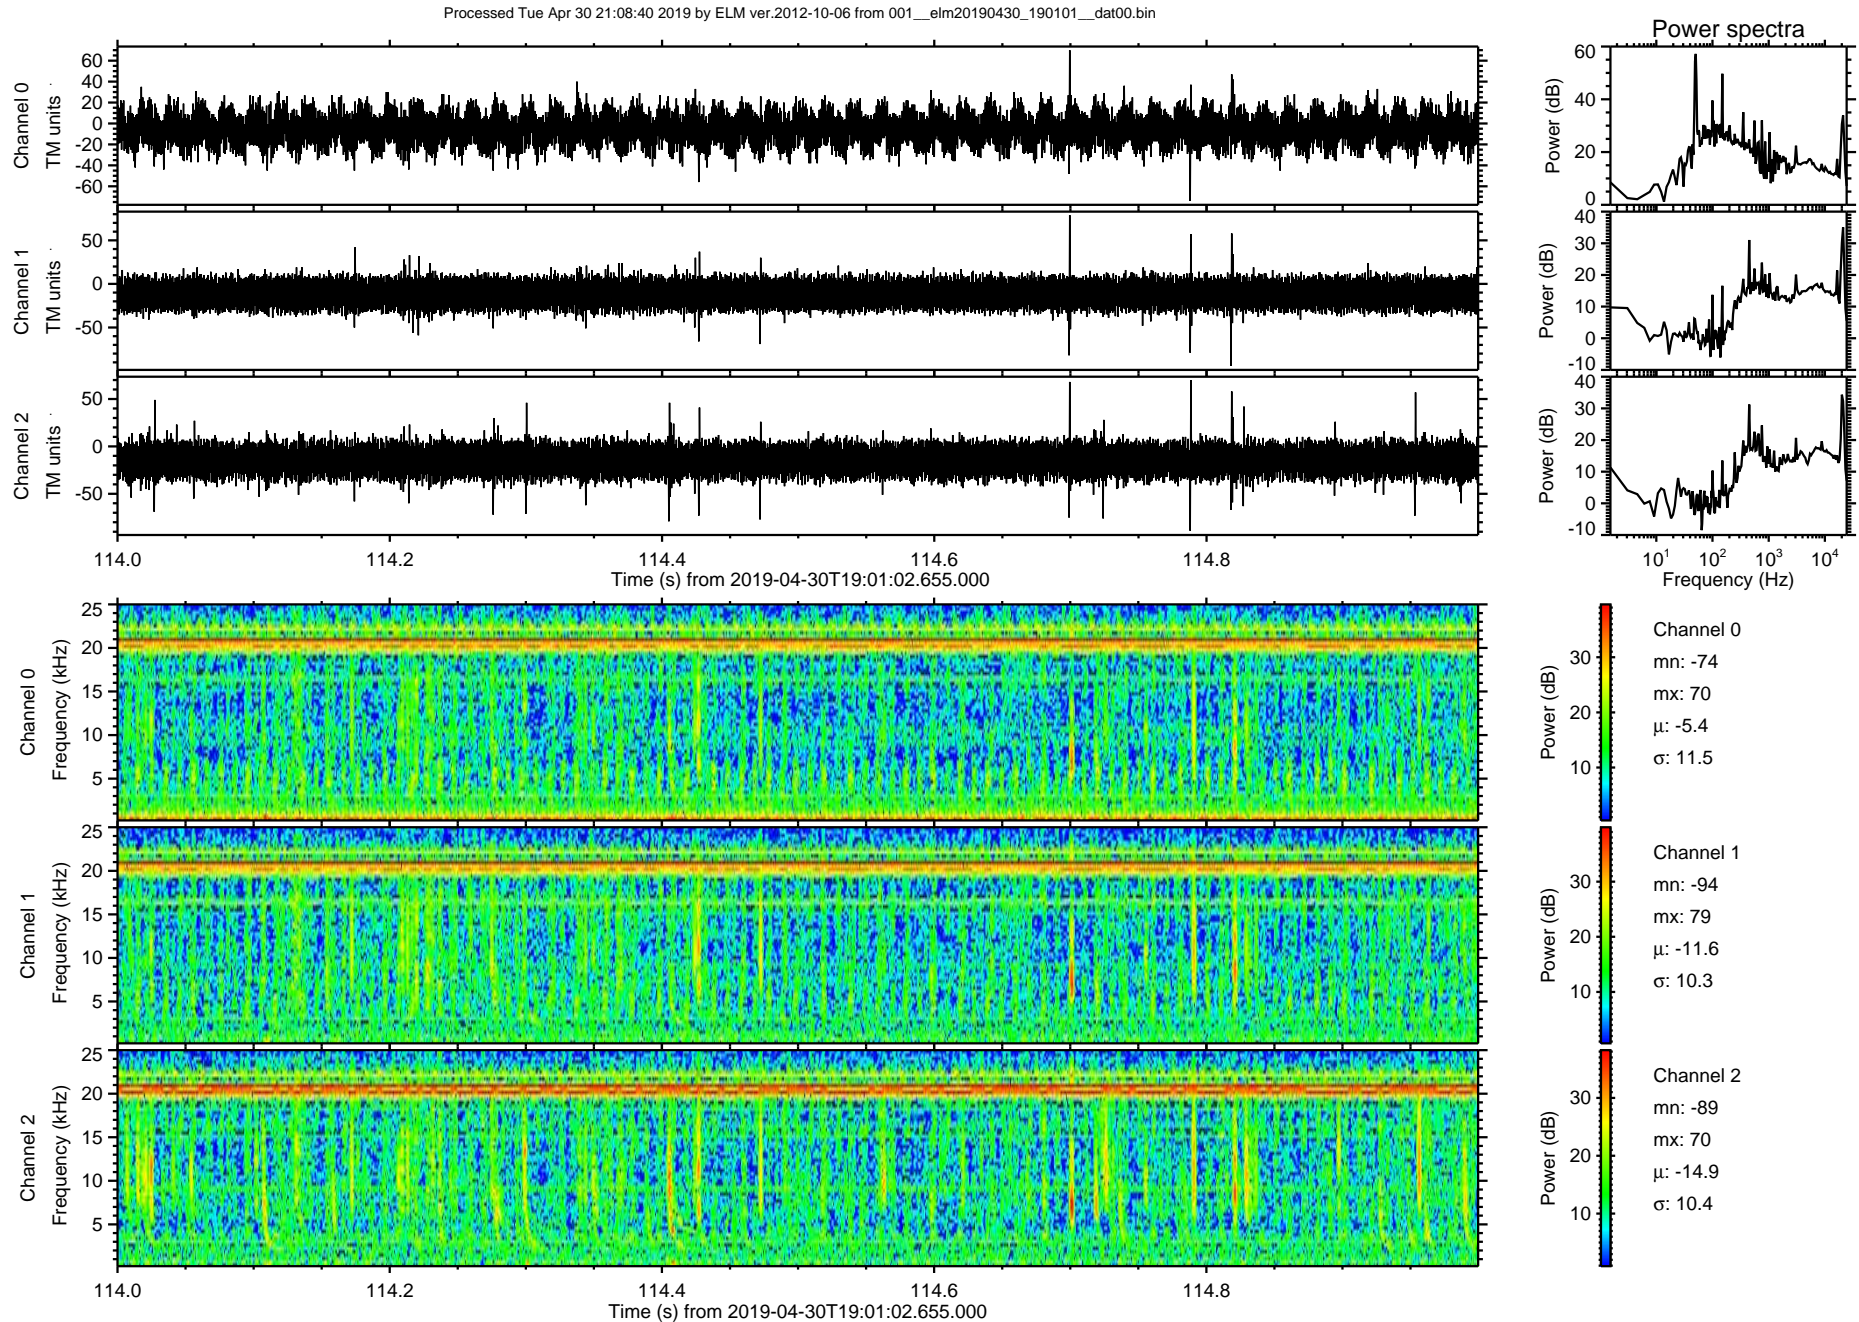 Processed Tue Apr 30 21:08:40 2019 by ELM ver.2012-10-06 from 001__elm20190430_190101__dat00.bin
Power spectra
Channel 0
TM units
60
40
20
0
-20
-40
-60
Power (dB)
60
40
20
0
Channel 1
TM units
50
0
-50
Power (dB)
40
30
20
10
0
-10
Channel 2
TM units
50
0
-50
Power (dB)
40
30
20
10
0
-10
114.0 114.2 114.4 114.6 114.8
Time (s) from 2019-04-30T19:01:02.655.000
10^1 10^2 10^3 10^4
Frequency (Hz)
Channel 0
Frequency (kHz)
25
20
15
10
5
Power (dB)
30
20
10
Channel 0
mn: -74
mx: 70
μ: -5.4
σ: 11.5
Channel 1
Frequency (kHz)
25
20
15
10
5
Power (dB)
30
20
10
Channel 1
mn: -94
mx: 79
μ: -11.6
σ: 10.3
Channel 2
Frequency (kHz)
25
20
15
10
5
Power (dB)
30
20
10
Channel 2
mn: -89
mx: 70
μ: -14.9
σ: 10.4
114.0 114.2 114.4 114.6 114.8
Time (s) from 2019-04-30T19:01:02.655.000